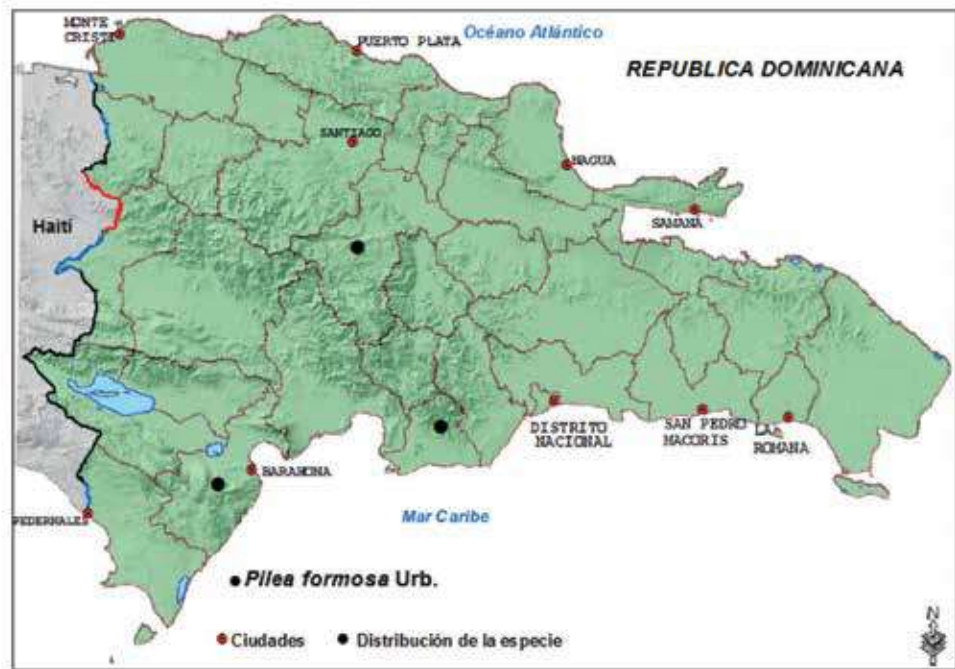 MONTE
CRISTI
PUERTO PLATA
Océano Atlántico
REPUBLICA DOMINICANA
SANTIAGO
NAGUA
SAMANA
Haití
DISTRITO
NACIONAL
SAN PEDRO
MACORIS
LA
ROMANA
BARAHONA
PEDERNALES
Mar Caribe
Pilea formosa Urb.
Ciudades
Distribución de la especie
N